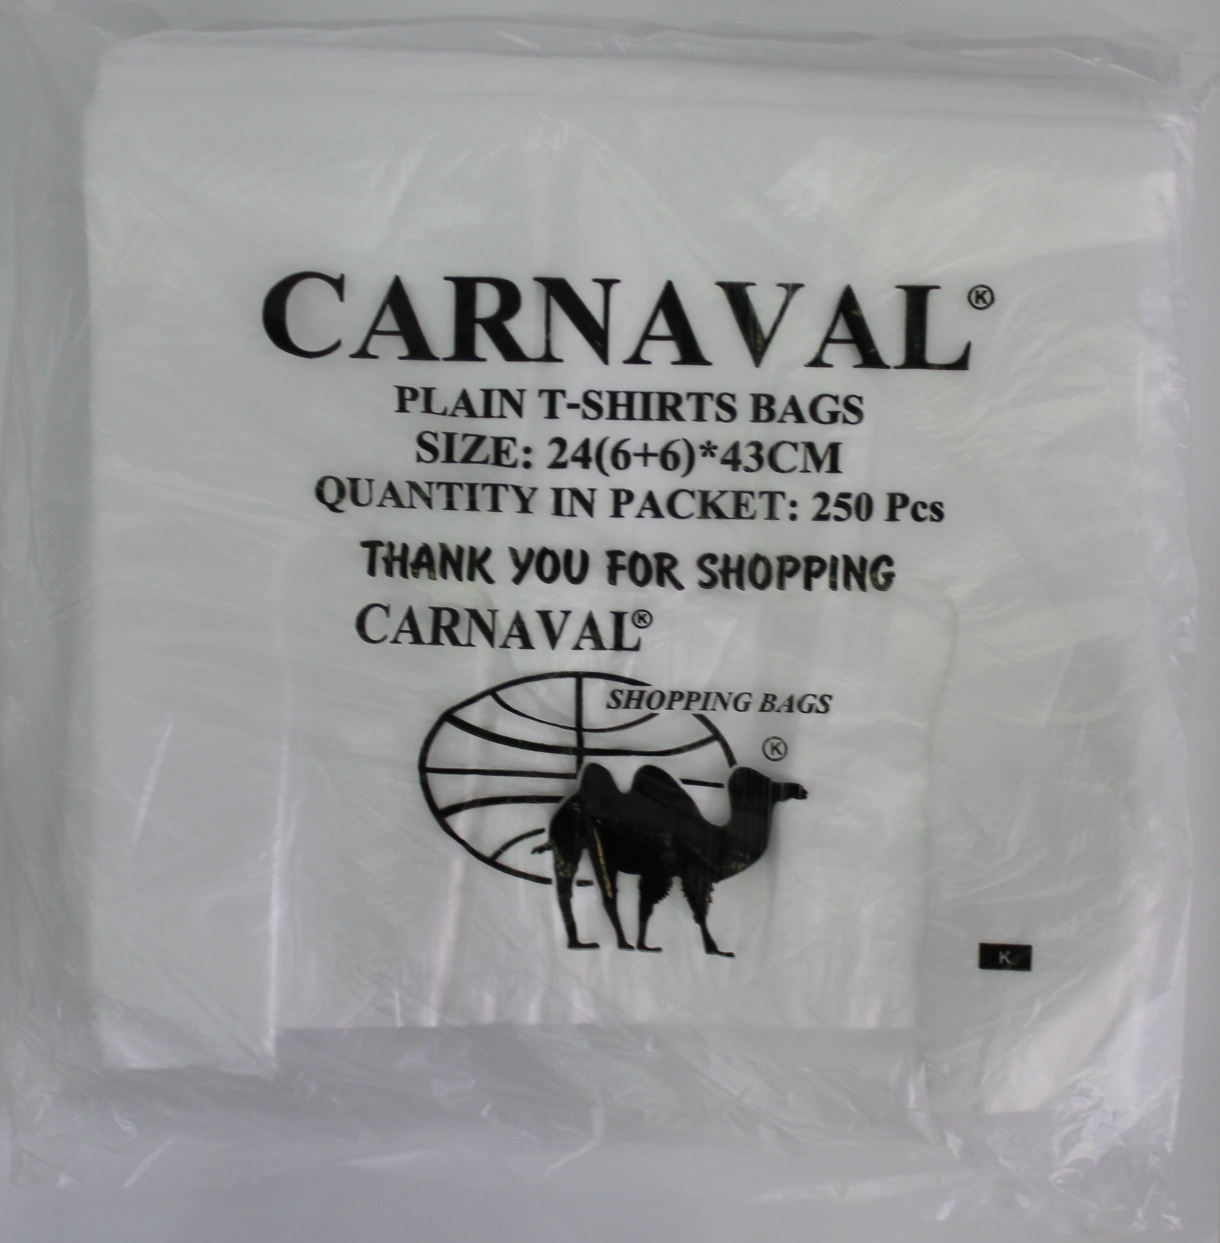 CARNAVAL Ⓚ
PLAIN T-SHIRTS BAGS
SIZE: 24(6+6)*43CM
QUANTITY IN PACKET: 250 Pcs
THANK YOU FOR SHOPPING
CARNAVAL Ⓚ
SHOPPING BAGS
Ⓚ
K